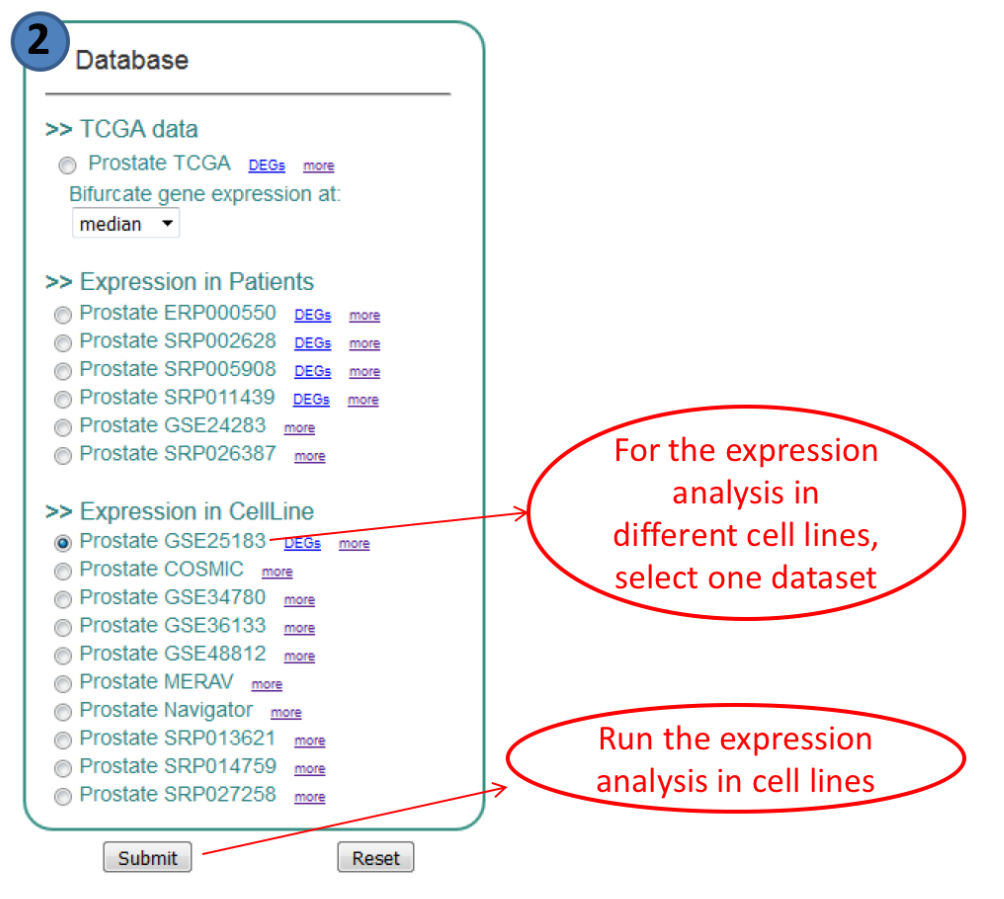 2
Database
>> TCGA data
Prostate TCGA DEGs more
Bifurcate gene expression at:
median
>> Expression in Patients
Prostate ERP000550 DEGs more
Prostate SRP002628 DEGs more
Prostate SRP005908 DEGs more
Prostate SRP011439 DEGs more
Prostate GSE24283 more
Prostate SRP026387 more
>> Expression in CellLine
Prostate GSE25183 DEGs more
Prostate COSMIC more
Prostate GSE34780 more
Prostate GSE36133 more
Prostate GSE48812 more
Prostate MERAV more
Prostate Navigator more
Prostate SRP013621 more
Prostate SRP014759 more
Prostate SRP027258 more
Submit Reset
For the expression
analysis in
different cell lines,
select one dataset
Run the expression
analysis in cell lines